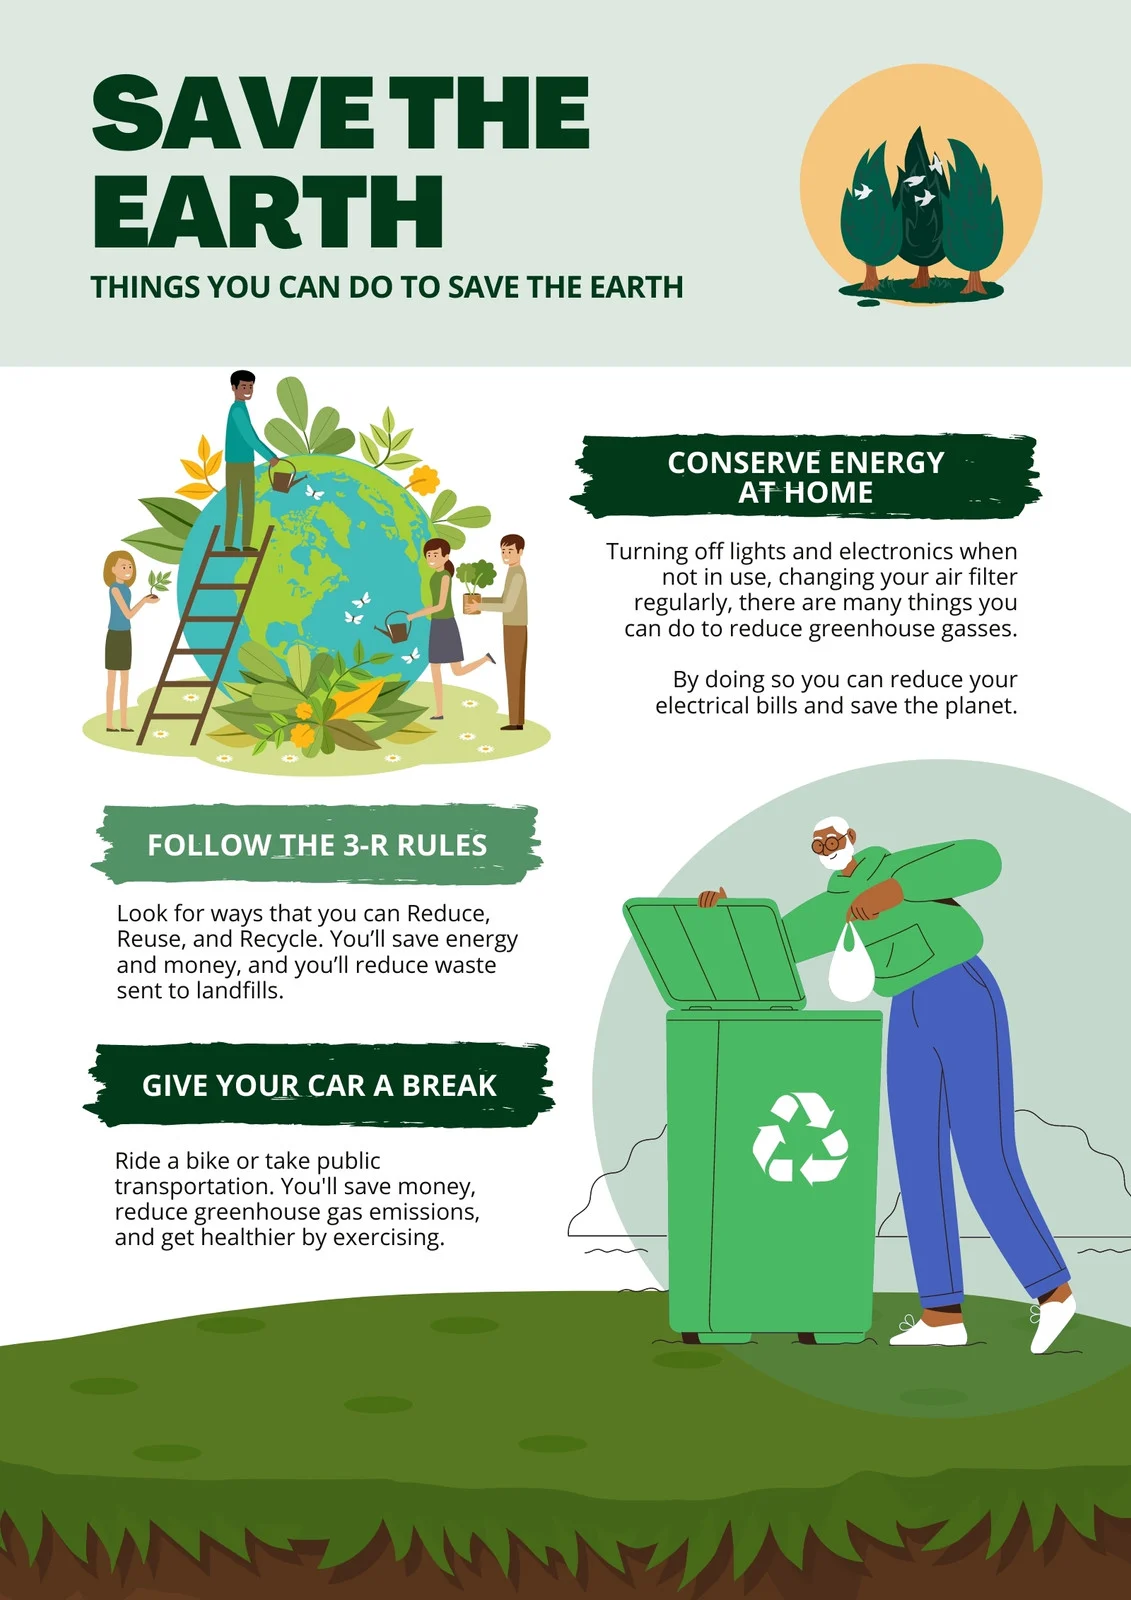 SAVE THE
EARTH
THINGS YOU CAN DO TO SAVE THE EARTH
CONSERVE ENERGY
AT HOME
Turning off lights and electronics when
not in use, changing your air filter
regularly, there are many things you
can do to reduce greenhouse gasses.
By doing so you can reduce your
electrical bills and save the planet.
FOLLOW THE 3-R RULES
Look for ways that you can Reduce,
Reuse, and Recycle. You’ll save energy
and money, and you’ll reduce waste
sent to landfills.
GIVE YOUR CAR A BREAK
Ride a bike or take public
transportation. You'll save money,
reduce greenhouse gas emissions,
and get healthier by exercising.